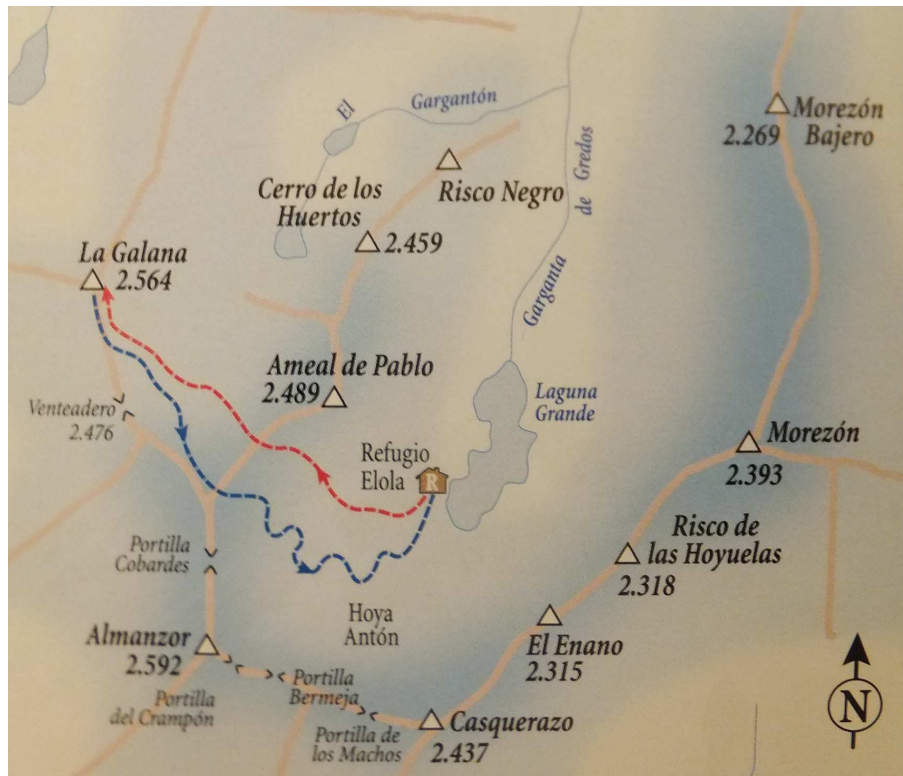 El
Gargantón
Morezón
Bajero
2.269
Garganta
de Gredos
Cerro de los
Huertos
2.459
Risco Negro
La Galana
2.564
Ameal de Pablo
2.489
Laguna
Grande
Venteadero
2.476
Refugio
Elola
R
Morezón
2.393
Portilla
Cobardes
Risco de
las Hoyuelas
2.318
Hoya
Antón
Almanzor
2.592
El Enano
2.315
Portilla
Bermeja
Portilla
del Crampón
Portilla de
los Machos
Casquerazo
2.437
N